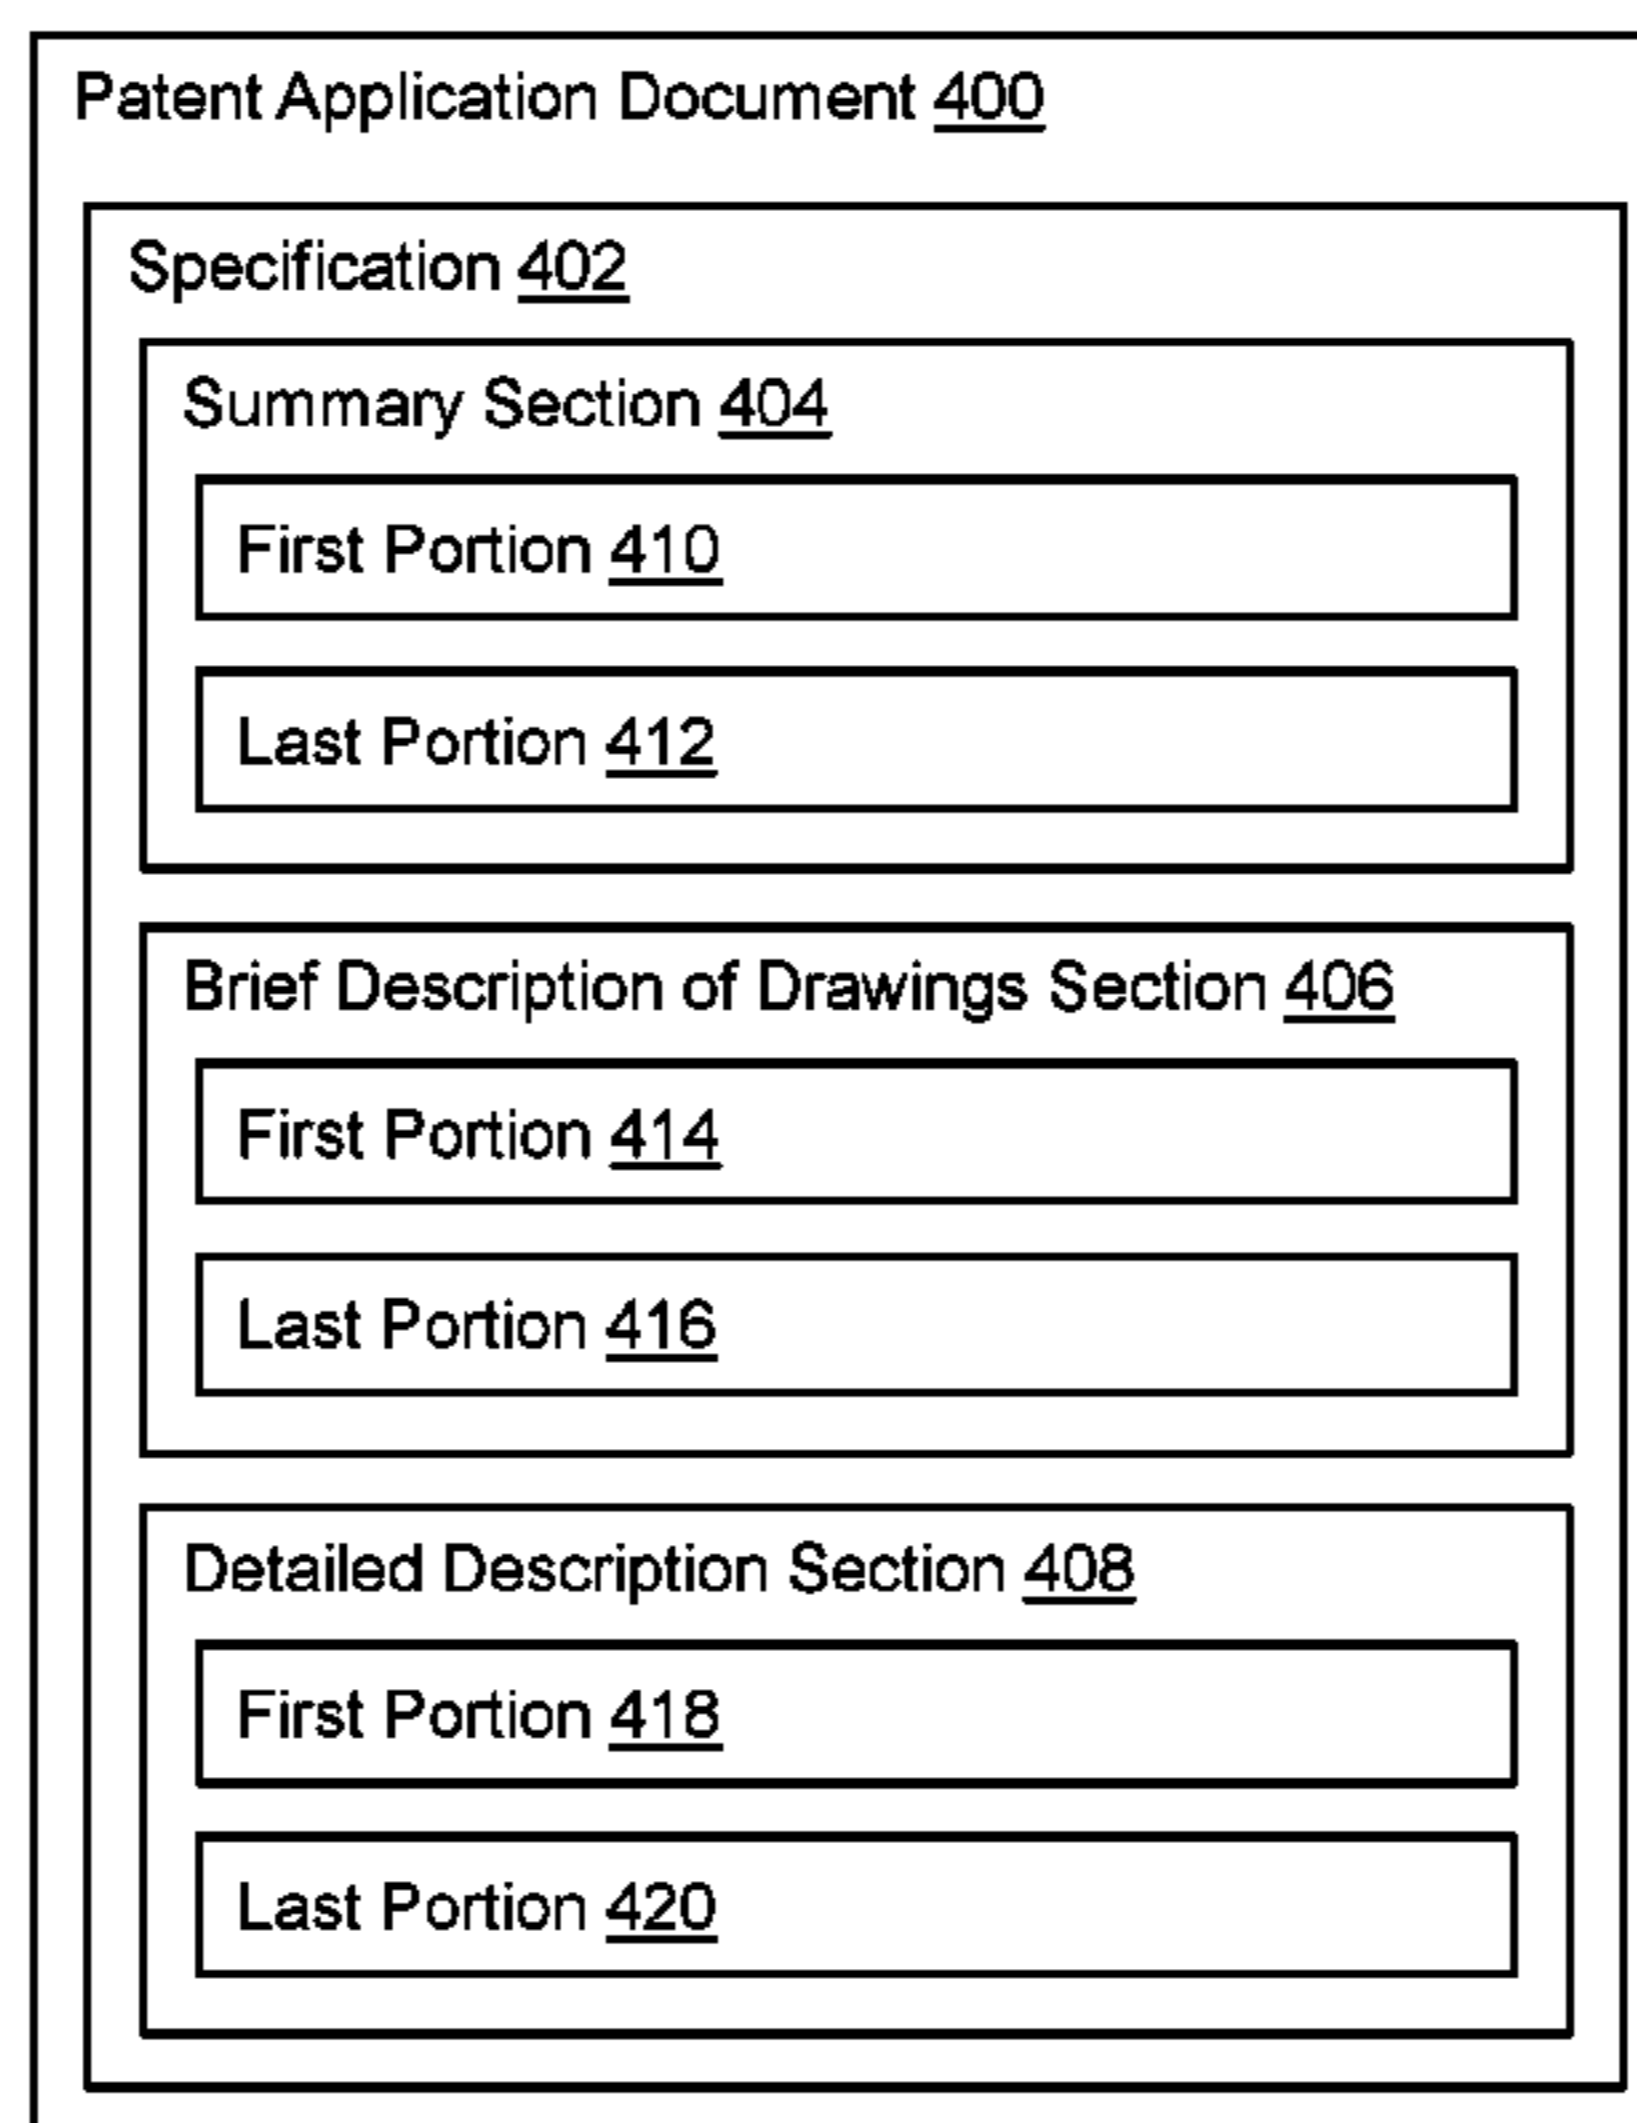 Patent Application Document 400
Specification 402
Summary Section 404
First Portion 410
Last Portion 412
Brief Description of Drawings Section 406
First Portion 414
Last Portion 416
Detailed Description Section 408
First Portion 418
Last Portion 420